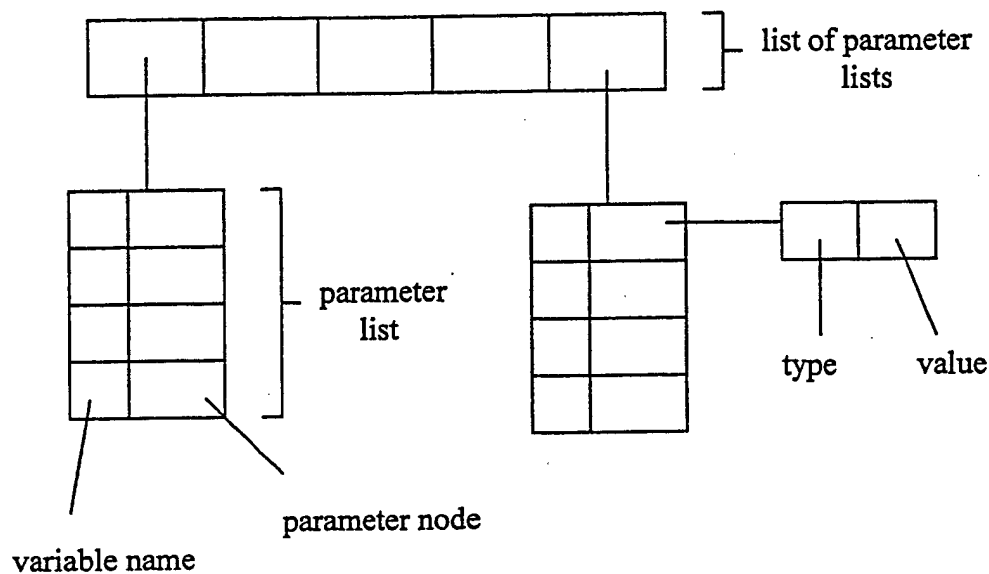 list of parameter
lists
parameter
list
type
value
parameter node
variable name